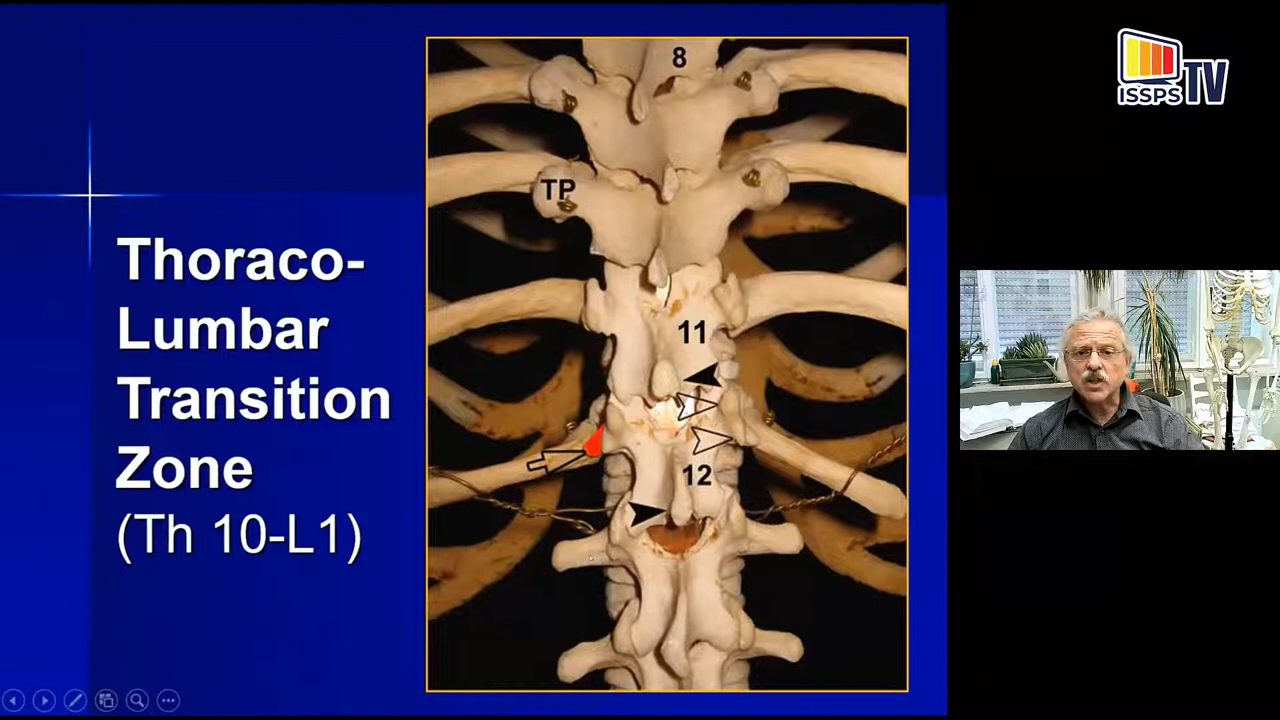 Thoraco-
Lumbar
Transition
Zone
(Th 10-L1)
8
TP
11
12
ISSPS TV